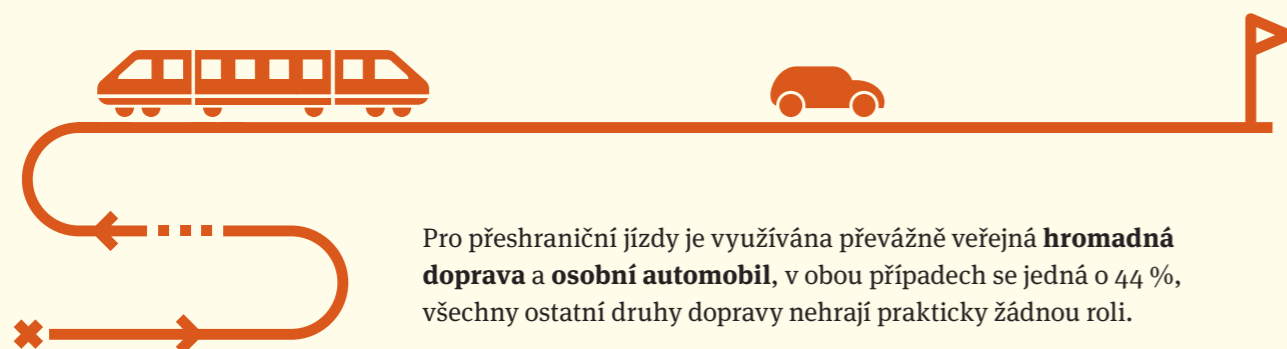 Pro přeshraniční jízdy je využívána převážně veřejná hromadná
doprava a osobní automobil, v obou případech se jedná o 44 %,
všechny ostatní druhy dopravy nehrají prakticky žádnou roli.